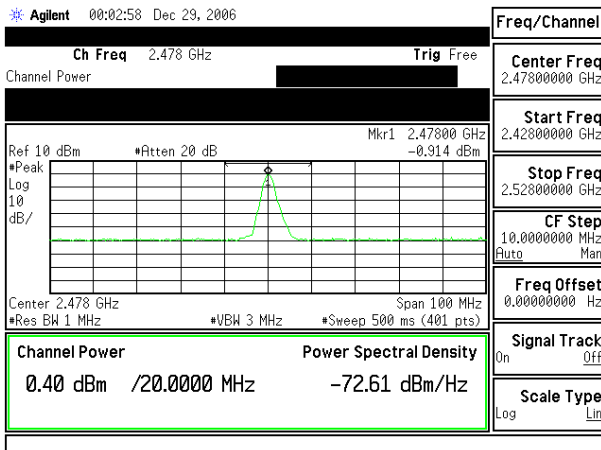 Agilent 00:02:58 Dec 29, 2006
Freq/Channel
Ch Freq 2.478 GHz Trig Free
Channel Power
Center Freq
2.47800000 GHz
Start Freq
2.42800000 GHz
Stop Freq
2.52800000 GHz
CF Step
10.0000000 MHz
Auto Man
Freq Offset
0.00000000 Hz
Signal Track
On Off
Scale Type
Log Lin
Mkr1 2.47800 GHz
Ref 10 dBm #Atten 20 dB -0.914 dBm
#Peak
Log
10
dB/
Center 2.478 GHz Span 100 MHz
#Res BW 1 MHz #VBW 3 MHz #Sweep 500 ms (401 pts)
Channel Power Power Spectral Density
0.40 dBm /20.0000 MHz -72.61 dBm/Hz